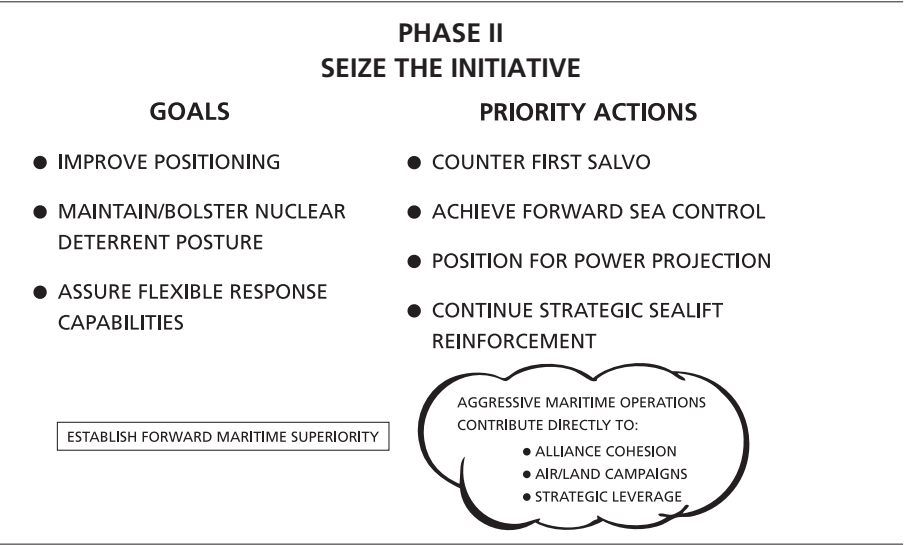 PHASE II
SEIZE THE INITIATIVE
GOALS
● IMPROVE POSITIONING
● MAINTAIN/BOLSTER NUCLEAR
DETERRENT POSTURE
● ASSURE FLEXIBLE RESPONSE
CAPABILITIES
ESTABLISH FORWARD MARITIME SUPERIORITY
PRIORITY ACTIONS
● COUNTER FIRST SALVO
● ACHIEVE FORWARD SEA CONTROL
● POSITION FOR POWER PROJECTION
● CONTINUE STRATEGIC SEALIFT
REINFORCEMENT
AGGRESSIVE MARITIME OPERATIONS
CONTRIBUTE DIRECTLY TO:
● ALLIANCE COHESION
● AIR/LAND CAMPAIGNS
● STRATEGIC LEVERAGE